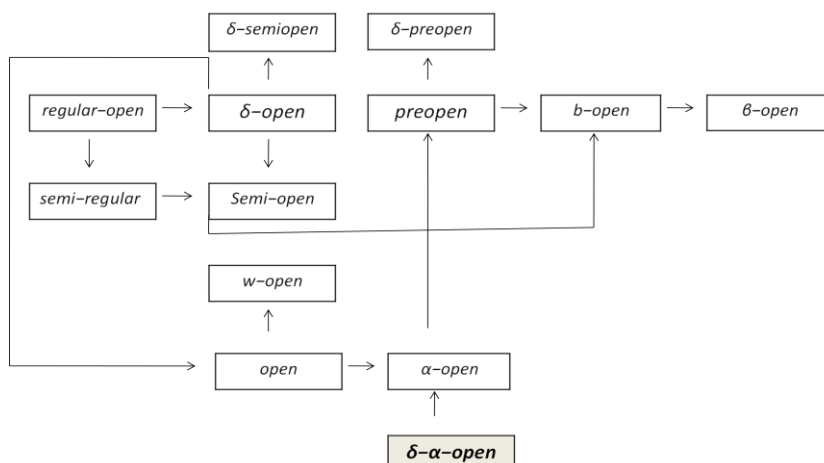 δ−semiopen
δ−preopen
regular−open
δ−open
preopen
b−open
β−open
semi−regular
Semi−open
w−open
open
α−open
δ−α−open